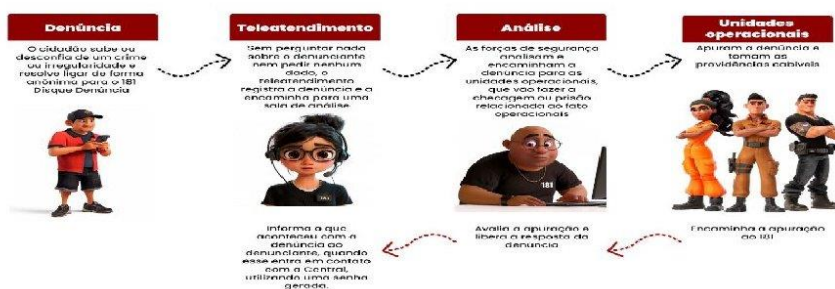 Denúncia
O cidadão sabe ou
desconfia de um crime
ou irregularidade e
resolve ligar de forma
anônima para o 181
Disque Denúncia
Teleatendimento
Sem perguntar nada
sobre o denunciante
nem pedir nenhum
dado, o
teleatendimento
registra a denúncia e a
encaminha para uma
sala de análise.
Análise
As forças de segurança
analisam e
encaminham a
denúncia para as
unidades operacionais,
que vão fazer a
checagem ou prisão
relacionada ao fato
operacionais
Unidades
operacionais
Apuram a denúncia e
tomam as
providências cabíveis
181
181
Informa o que
aconteceu com a
denúncia ao
denunciante, quando
esse entra em contato
com a Central,
utilizando uma senha
gerada.
Avalia a apuração e
libera a resposta da
denúncia
Encaminha a apuração
ao 181